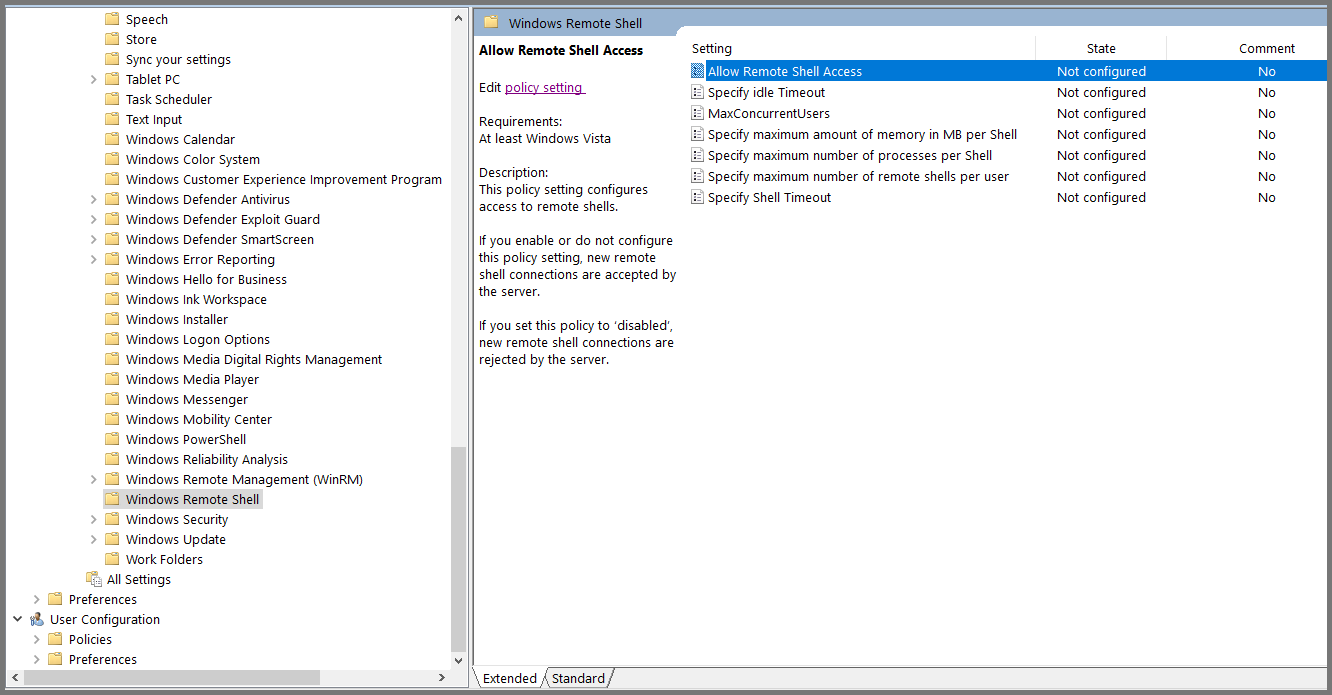 Speech
Store
Sync your settings
Tablet PC
Task Scheduler
Text Input
Windows Calendar
Windows Color System
Windows Customer Experience Improvement Program
Windows Defender Antivirus
Windows Defender Exploit Guard
Windows Defender SmartScreen
Windows Error Reporting
Windows Hello for Business
Windows Ink Workspace
Windows Installer
Windows Logon Options
Windows Media Digital Rights Management
Windows Media Player
Windows Messenger
Windows Mobility Center
Windows PowerShell
Windows Reliability Analysis
Windows Remote Management (WinRM)
Windows Remote Shell
Windows Security
Windows Update
Work Folders
All Settings
Preferences
User Configuration
Policies
Preferences
Windows Remote Shell
Allow Remote Shell Access
Edit policy setting
Requirements:
At least Windows Vista
Description:
This policy setting configures
access to remote shells.
If you enable or do not configure
this policy setting, new remote
shell connections are accepted by
the server.
If you set this policy to ‘disabled’,
new remote shell connections are
rejected by the server.
Setting State Comment
Allow Remote Shell Access Not configured No
Specify idle Timeout Not configured No
MaxConcurrentUsers Not configured No
Specify maximum amount of memory in MB per Shell Not configured No
Specify maximum number of processes per Shell Not configured No
Specify maximum number of remote shells per user Not configured No
Specify Shell Timeout Not configured No
Extended Standard